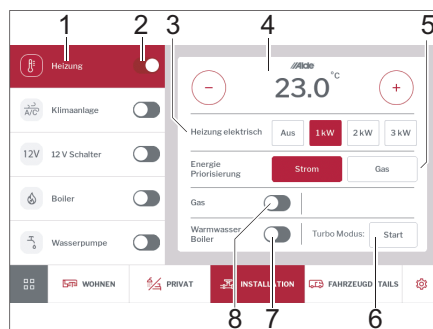 1 2 3 4 5
Heizung
Alde
23.0 °C
A/C Klimaanlage
Heizung elektrisch Aus 1 kW 2 kW 3 kW
12V 12 V Schalter
Energie
Priorisierung Strom Gas
Boiler
Gas
Wasserpumpe
Warmwasser
Boiler Turbo Modus: Start
WOHNEN PRIVAT INSTALLATION FAHRZEUGDETAILS
8 7 6